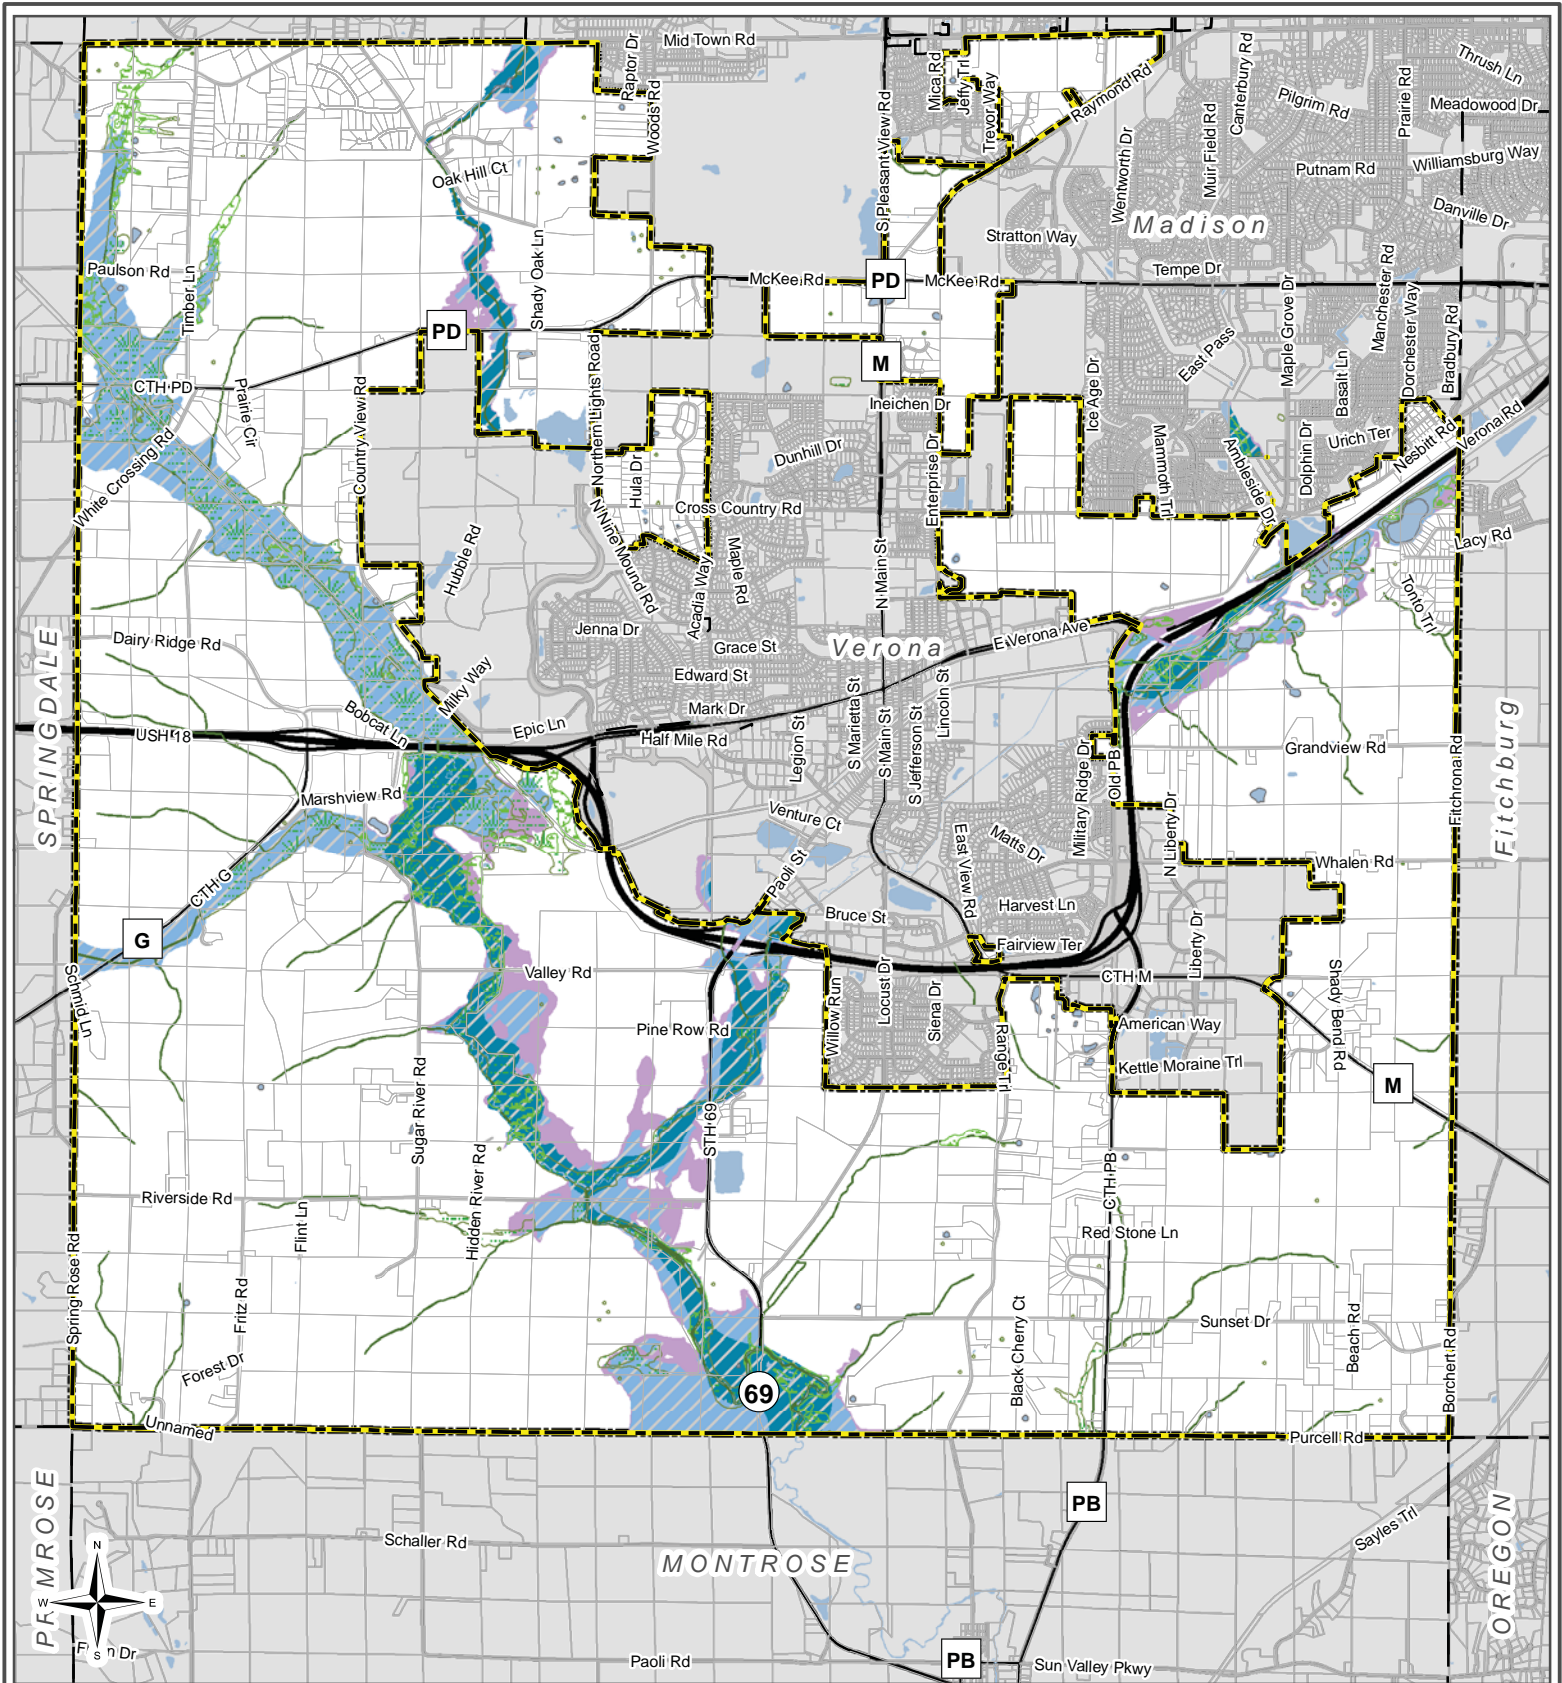 Mid Town Rd
Raptor Dr
Woods Rd
Mica Rd
Jeffy Trl
Trevor Way
Raymond Rd
S Pleasant View Rd
Canterbury Rd
Thrush Ln
Prairie Rd
Meadowood Dr
Pilgrim Rd
Muir Field Rd
Wentworth Dr
Putnam Rd
Williamsburg Way
Danville Dr
Oak Hill Ct
Madison
Stratton Way
Tempe Dr
Paulson Rd
Timber Ln
Shady Oak Ln
McKee Rd
PD
McKee Rd
PD
M
Maple Grove Dr
Manchester Rd
Dorchester Way
Bradbury Rd
East Pass
Basalt Ln
CTH PD
Prairie Cir
Country View Rd
Northern Lights Road
Ineichen Dr
Ice Age Dr
Verona Rd
Nesbitt Rd
Urich Ter
White Crossing Rd
Hula Dr
Dunhill Dr
Enterprise Dr
Mammoth Trl
Ambleside Dr
Dolphin Dr
Cross Country Rd
N Nine Mound Rd
Lacy Rd
Hubble Rd
Acadia Way
Maple Rd
N Main St
Tonto Trl
SPRINGDALE
Dairy Ridge Rd
Jenna Dr
Grace St
Verona
E Verona Ave
Edward St
Milky Way
Mark Dr
S Marietta St
Lincoln St
Bobcat Ln
Epic Ln
Half Mile Rd
Legion St
S Main St
S Jefferson St
USH 18
Grandview Rd
Fitchrona Rd
Fitchburg
Old PB
Military Ridge Dr
N Liberty Dr
Marshview Rd
Venture Ct
East View Rd
Matts Dr
Whalen Rd
CTH G
Paoli St
Harvest Ln
Bruce St
Liberty Dr
G
Fairview Ter
Valley Rd
CTH M
Schmid Ln
Locust Dr
Siena Dr
Shady Bend Rd
Willow Run
Pine Row Rd
Range Trl
American Way
Kettle Moraine Trl
M
Sugar River Rd
STH 69
CTH PB
Hidden River Rd
Riverside Rd
Flint Ln
Red Stone Ln
Spring Rose Rd
Fritz Rd
Sunset Dr
Black Cherry Ct
Beach Rd
Borchert Rd
Forest Dr
69
Unnamed
Purcell Rd
PRIMROSE
PB
Schaller Rd
MONTROSE
Sayles Trl
OREGON
N
W
E
S
Paoli Rd
PB
Sun Valley Pkwy